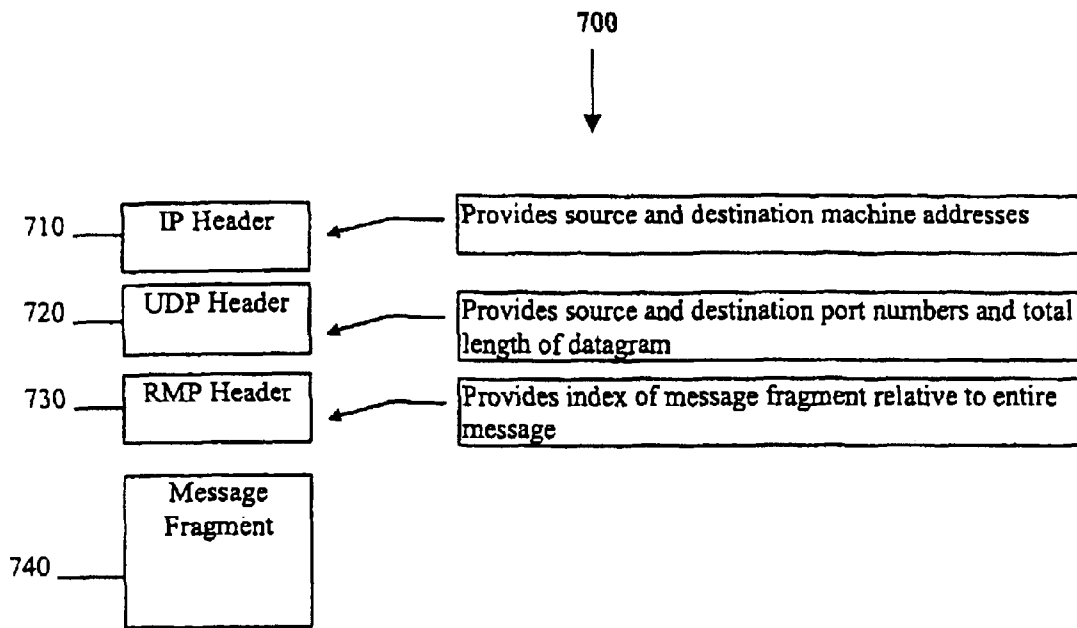 700
710
IP Header
Provides source and destination machine addresses
720
UDP Header
Provides source and destination port numbers and total
length of datagram
730
RMP Header
Provides index of message fragment relative to entire
message
Message
Fragment
740